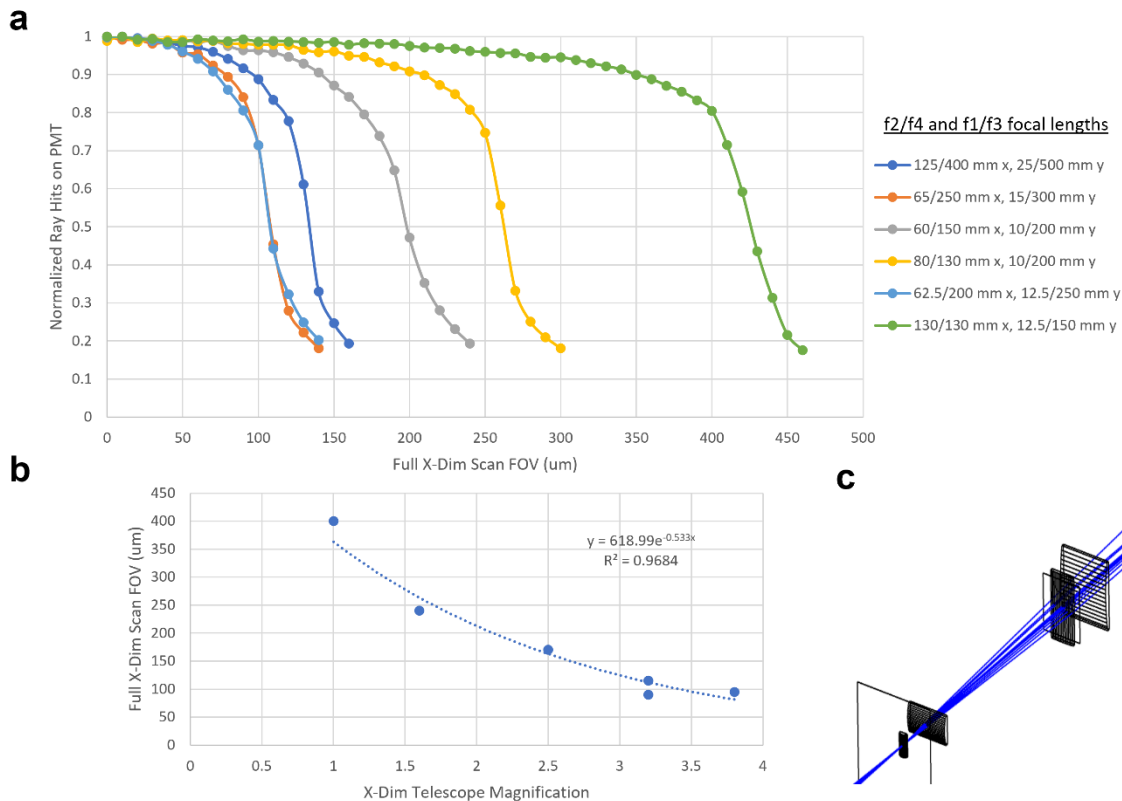 a
Normalized Ray Hits on PMT
1
0.9
0.8
0.7
0.6
0.5
0.4
0.3
0.2
0.1
0
0 50 100 150 200 250 300 350 400 450 500
Full X-Dim Scan FOV (um)
f2/f4 and f1/f3 focal lengths
125/400 mm x, 25/500 mm y
65/250 mm x, 15/300 mm y
60/150 mm x, 10/200 mm y
80/130 mm x, 10/200 mm y
62.5/200 mm x, 12.5/250 mm y
130/130 mm x, 12.5/150 mm y
b
Full X-Dim Scan FOV (um)
450
400
350
300
250
200
150
100
50
0
0 0.5 1 1.5 2 2.5 3 3.5 4
X-Dim Telescope Magnification
y = 618.99e^-0.533x
R² = 0.9684
c